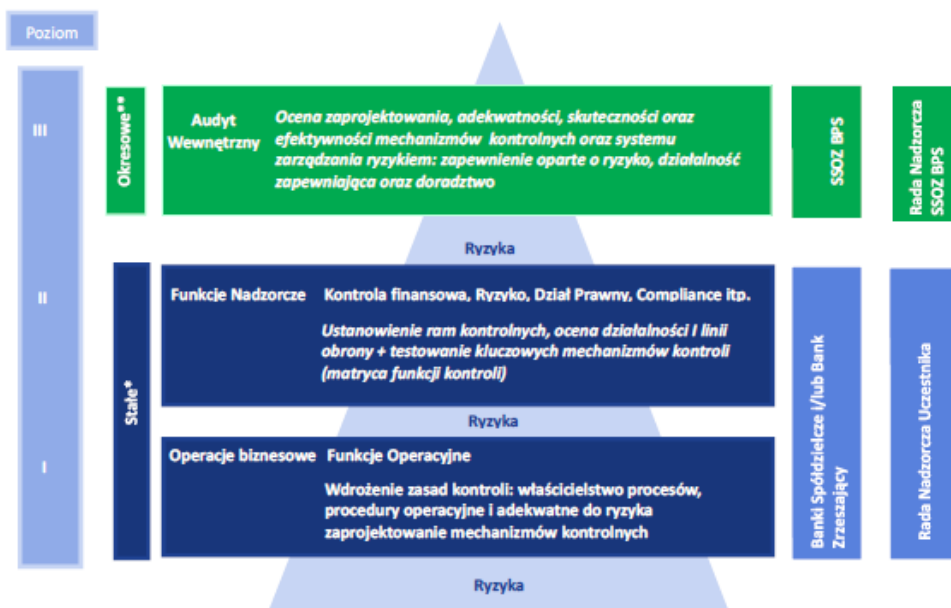 Poziom
III
Okresowe**
Audyt
Wewnętrzny
Ocena zaprojektowania, adekwatności, skuteczności oraz
efektywności mechanizmów kontrolnych oraz systemu
zarządzania ryzykiem: zapewnienie oparte o ryzyko, działalność
zapewniająca oraz doradztwo
SSOZ BPS
Rada Nadzorcza
SSOZ BPS
Ryzyka
II
Stałe*
Funkcje Nadzorcze
Kontrola finansowa, Ryzyko, Dział Prawny, Compliance itp.
Ustanowienie ram kontrolnych, ocena działalności I linii
obrony + testowanie kluczowych mechanizmów kontroli
(matryca funkcji kontroli)
Ryzyka
I
Operacje biznesowe
Funkcje Operacyjne
Wdrożenie zasad kontroli: właścicielstwo procesów,
procedury operacyjne i adekwatne do ryzyka
zaprojektowanie mechanizmów kontrolnych
Banki Spółdzielcze i/lub Bank
Zrzeszający
Rada Nadzorcza Uczestnika
Ryzyka